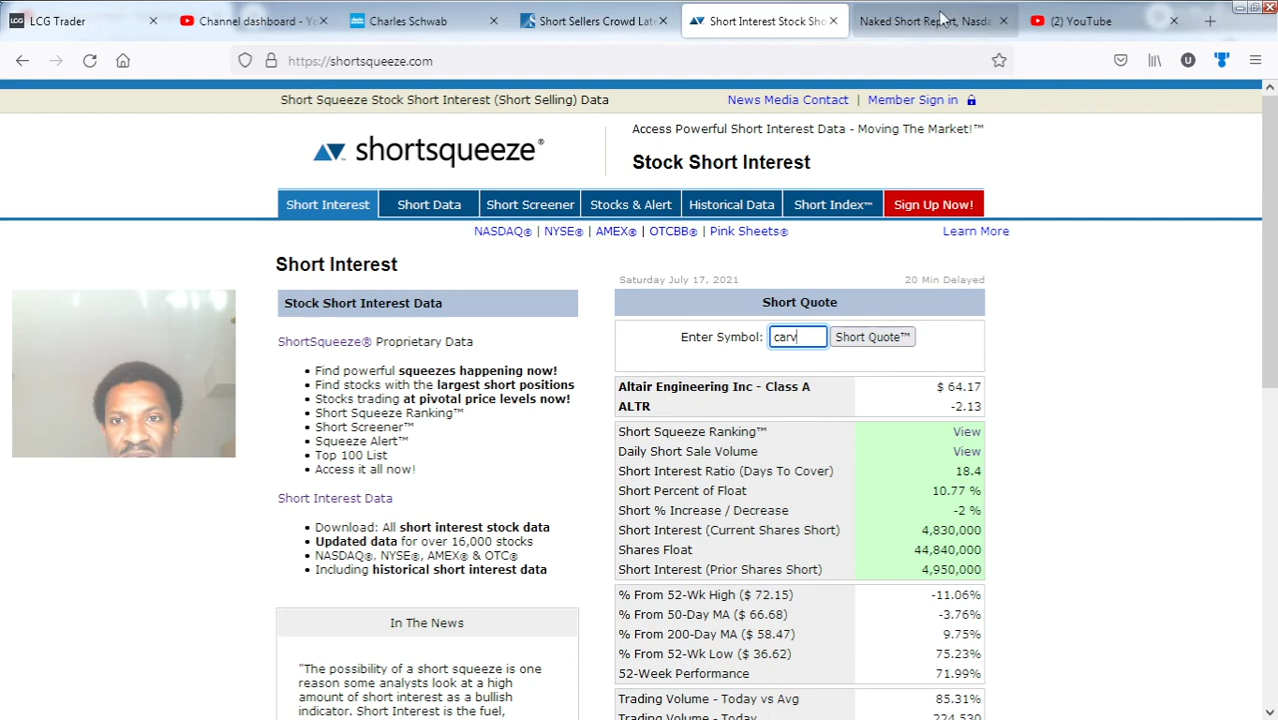 LCG Trader
Channel dashboard - Yo
Charles Schwab
Short Sellers Crowd Late
Short Interest Stock Sho
Naked Short Report, Nasda
(2) YouTube
https://shortsqueeze.com
Short Squeeze Stock Short Interest (Short Selling) Data
News Media Contact | Member Sign in
shortsqueeze®
Access Powerful Short Interest Data - Moving The Market!™
Stock Short Interest
Short Interest
Short Data
Short Screener
Stocks & Alert
Historical Data
Short Index™
Sign Up Now!
NASDAQ® | NYSE® | AMEX® | OTCBB® | Pink Sheets®
Learn More
Short Interest
Stock Short Interest Data
ShortSqueeze® Proprietary Data
• Find powerful squeezes happening now!
• Find stocks with the largest short positions
• Stocks trading at pivotal price levels now!
• Short Squeeze Ranking™
• Short Screener™
• Squeeze Alert™
• Top 100 List
• Access it all now!
Short Interest Data
• Download: All short interest stock data
• Updated data for over 16,000 stocks
• NASDAQ®, NYSE®, AMEX® & OTC®
• Including historical short interest data
In The News
"The possibility of a short squeeze is one
reason some analysts look at a high
amount of short interest as a bullish
indicator. Short Interest is the fuel,
Saturday July 17, 2021
20 Min Delayed
Short Quote
Enter Symbol: carv Short Quote™
Altair Engineering Inc - Class A $ 64.17
ALTR -2.13
Short Squeeze Ranking™ View
Daily Short Sale Volume View
Short Interest Ratio (Days To Cover) 18.4
Short Percent of Float 10.77 %
Short % Increase / Decrease -2 %
Short Interest (Current Shares Short) 4,830,000
Shares Float 44,840,000
Short Interest (Prior Shares Short) 4,950,000
% From 52-Wk High ($ 72.15) -11.06%
% From 50-Day MA ($ 66.68) -3.76%
% From 200-Day MA ($ 58.47) 9.75%
% From 52-Wk Low ($ 36.62) 75.23%
52-Week Performance 71.99%
Trading Volume - Today vs Avg 85.31%
Trading Volume - Today 224,530